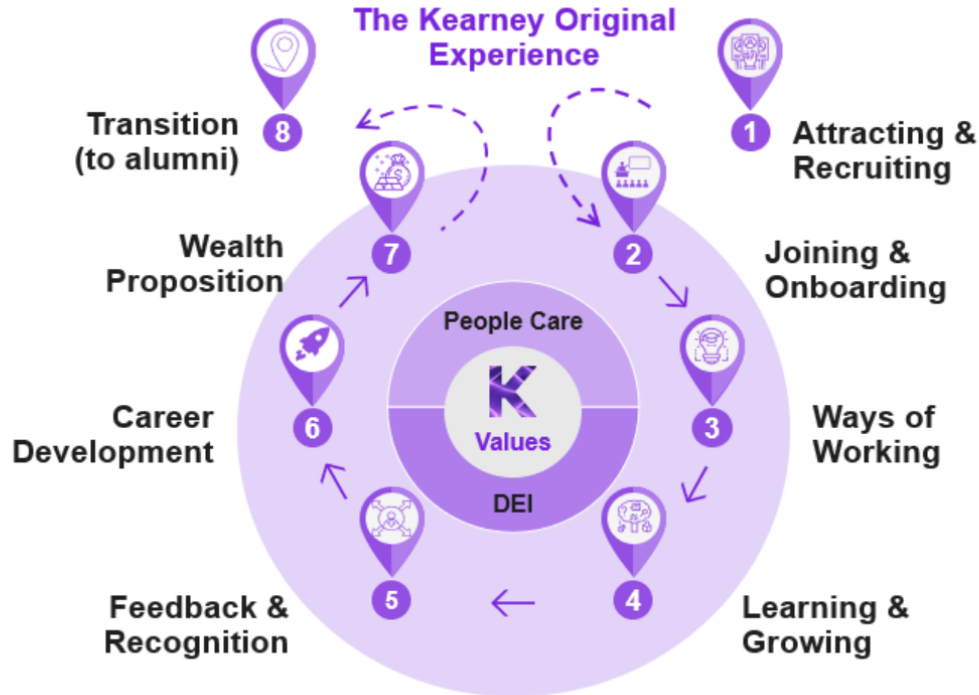 The Kearney Original
Experience
1
Attracting &
Recruiting
2
Joining &
Onboarding
3
Ways of
Working
4
Learning &
Growing
5
Feedback &
Recognition
6
Career
Development
7
Wealth
Proposition
8
Transition
(to alumni)
People Care
K
Values
DEI